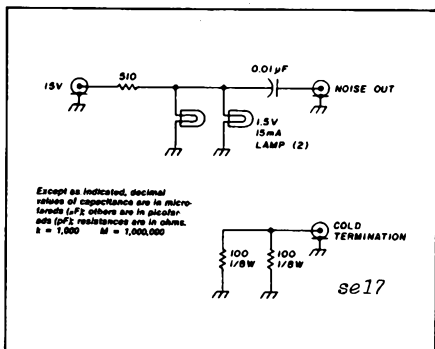 0.01µF
510
15V
NOISE OUT
1.5V
15mA
LAMP (2)
Except as indicated, decimal
values of capacitance are in micro-
farads (µF); others are in picofar-
ads (pF); resistances are in ohms.
k = 1,000 M = 1,000,000
COLD
TERMINATION
100
1/8W
100
1/8W
se17